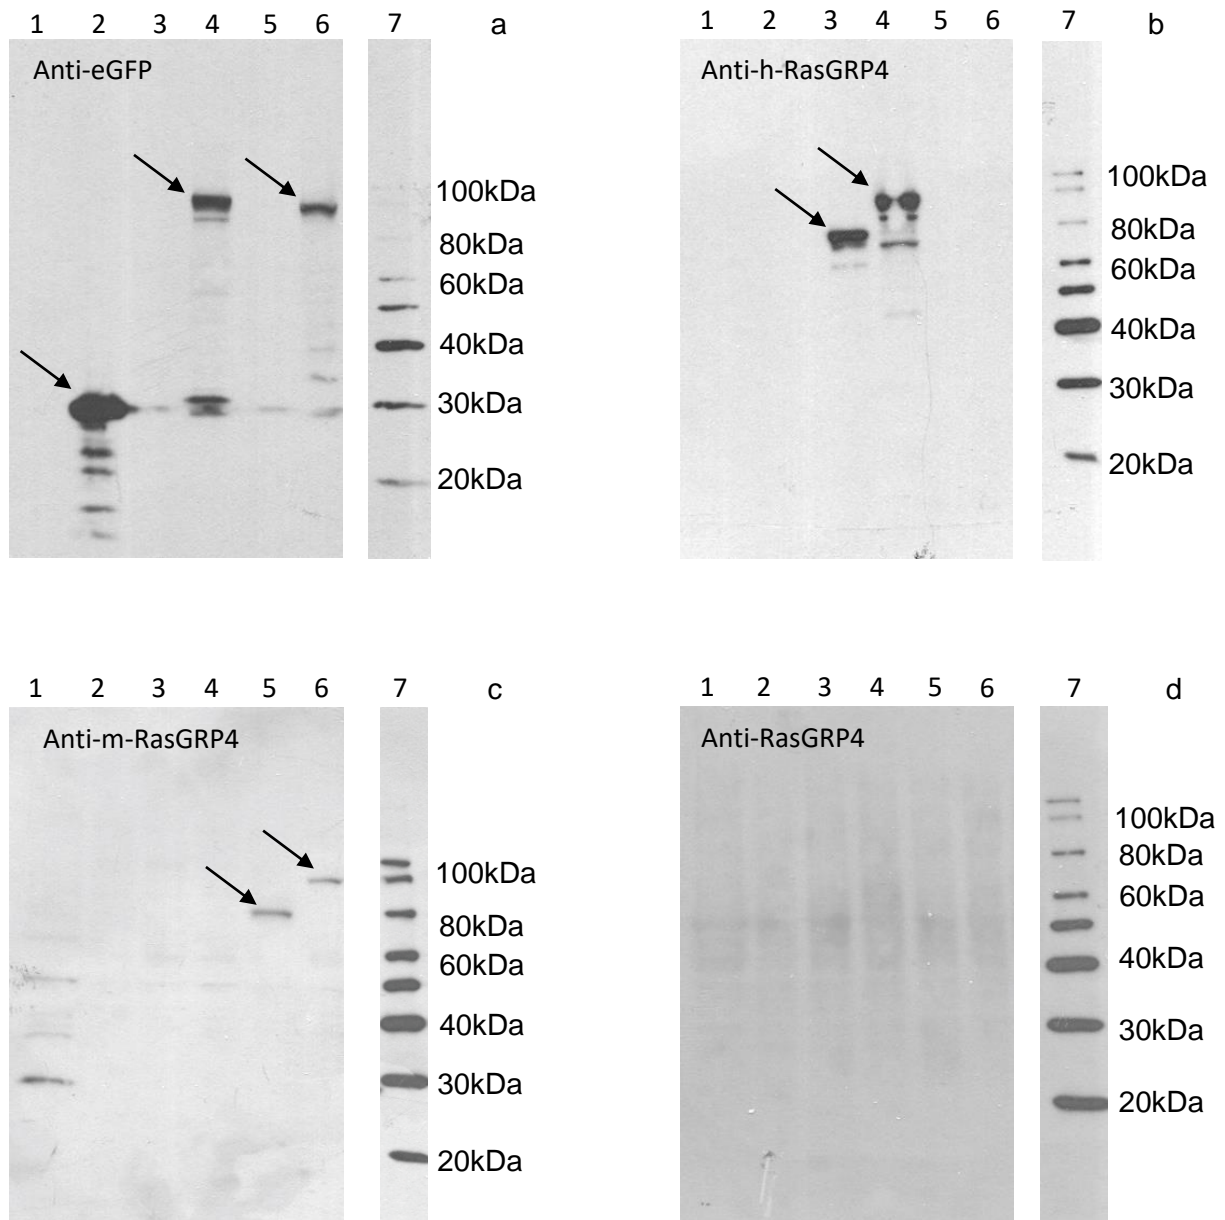 1 2 3 4 5 6 7 a
Anti-eGFP
100kDa
80kDa
60kDa
40kDa
30kDa
20kDa
1 2 3 4 5 6 7 b
Anti-h-RasGRP4
100kDa
80kDa
60kDa
40kDa
30kDa
20kDa
1 2 3 4 5 6 7 c
Anti-m-RasGRP4
100kDa
80kDa
60kDa
40kDa
30kDa
20kDa
1 2 3 4 5 6 7 d
Anti-RasGRP4
100kDa
80kDa
60kDa
40kDa
30kDa
20kDa